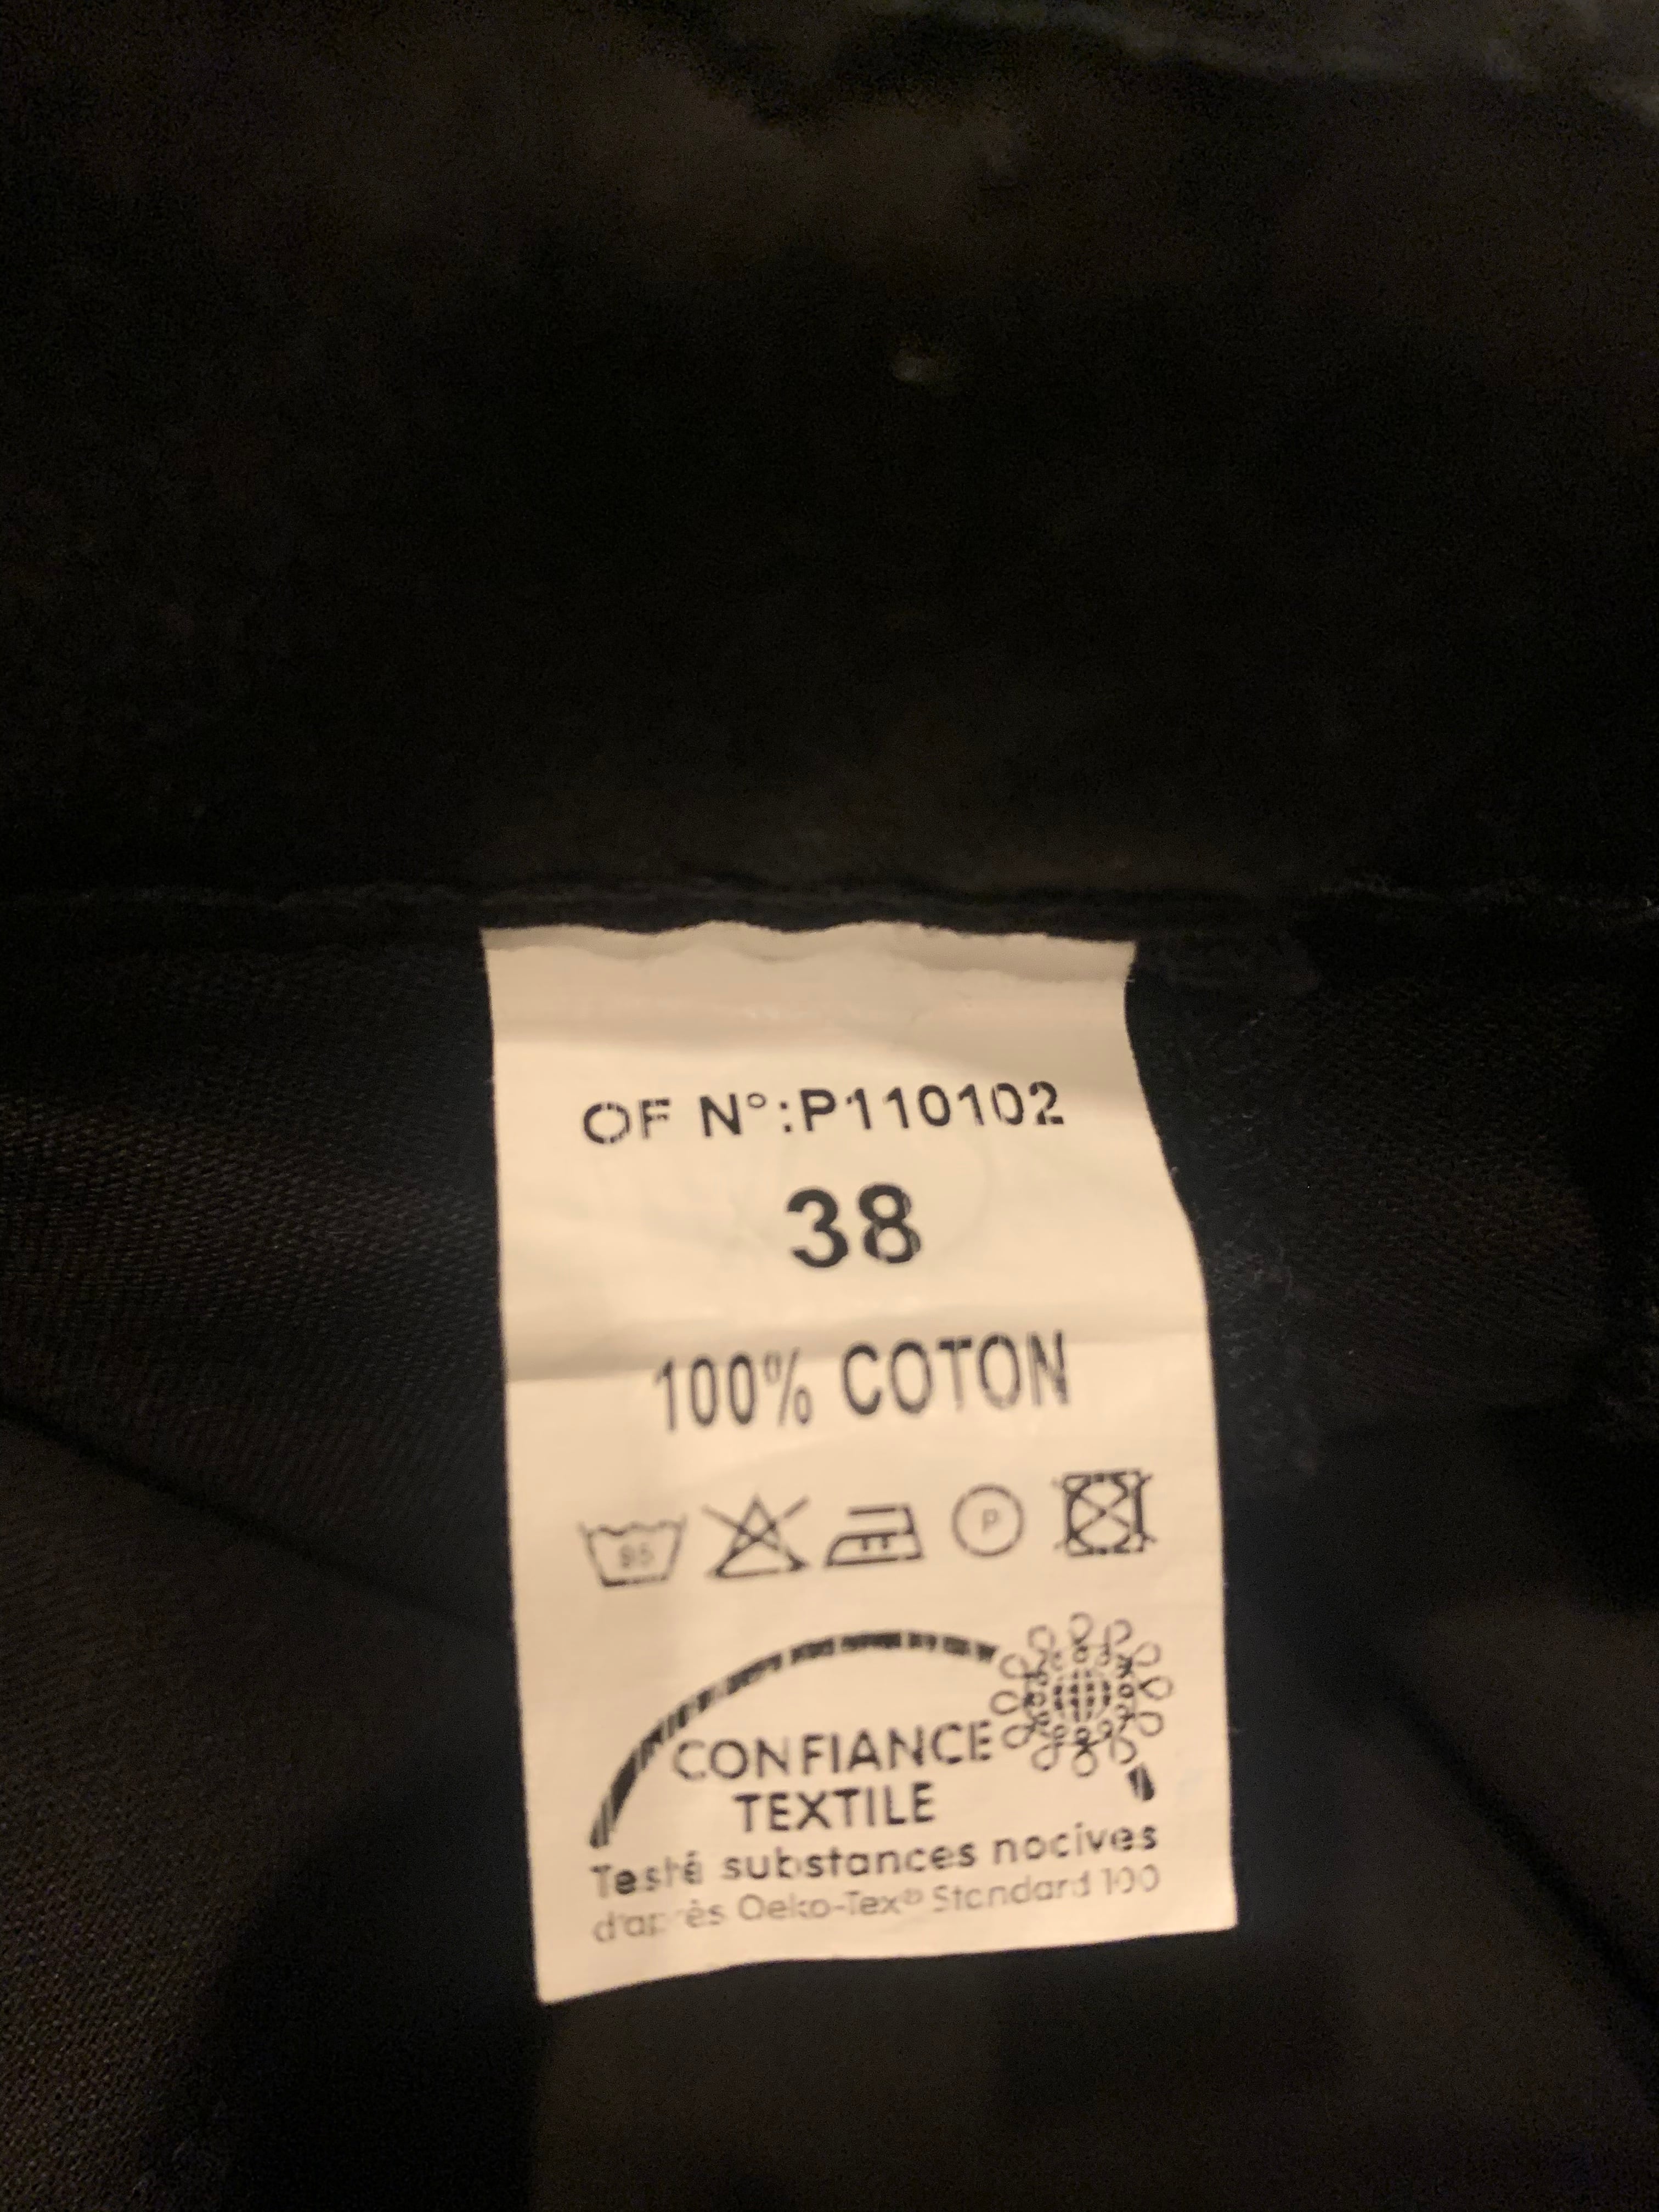 OF N°:P110102
38
100% COTON
95
P
CONFIANCE
TEXTILE
Testé substances nocives
d'après Oeko-Tex® Standard 100